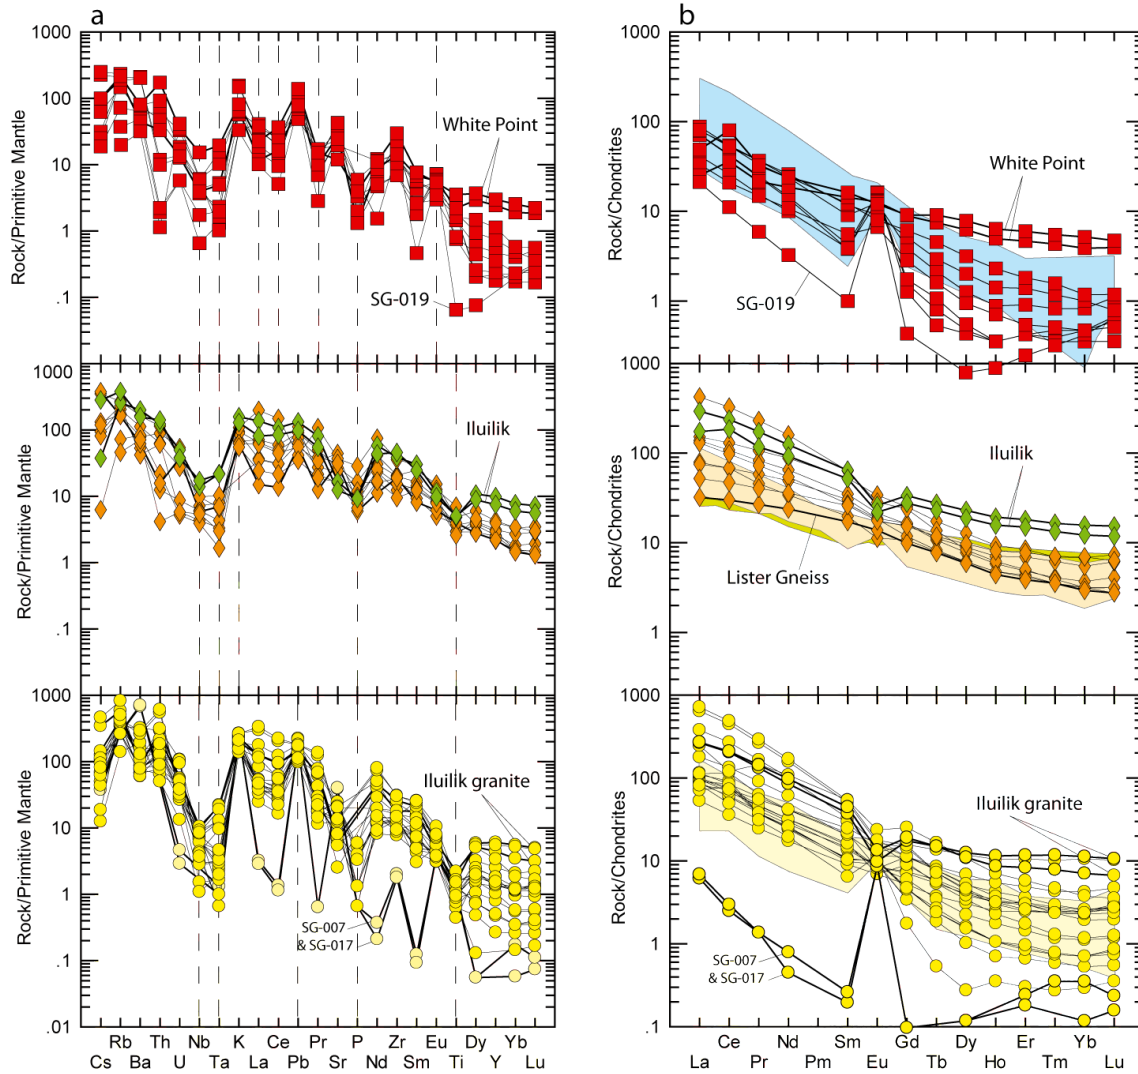 a
b
1000
100
10
1
.1
Rock/Primitive Mantle
White Point
SG-019
1000
100
10
1
.1
Rock/Primitive Mantle
Iluilik
1000
100
10
1
.1
.01
Rock/Primitive Mantle
Iluilik granite
SG-007
& SG-017
Rb Ba Th U Nb Ta K La Ce Pb Pr Sr P Nd Zr Sm Eu Ti Dy Y Yb Lu
Cs
1000
100
10
1
Rock/Chondrites
White Point
SG-019
1000
100
10
1
Rock/Chondrites
Iluilik
Lister Gneiss
1000
100
10
1
.1
Rock/Chondrites
Iluilik granite
SG-007
& SG-017
Ce Nd Sm Gd Dy Er Yb
La Pr Pm Eu Tb Ho Tm Lu